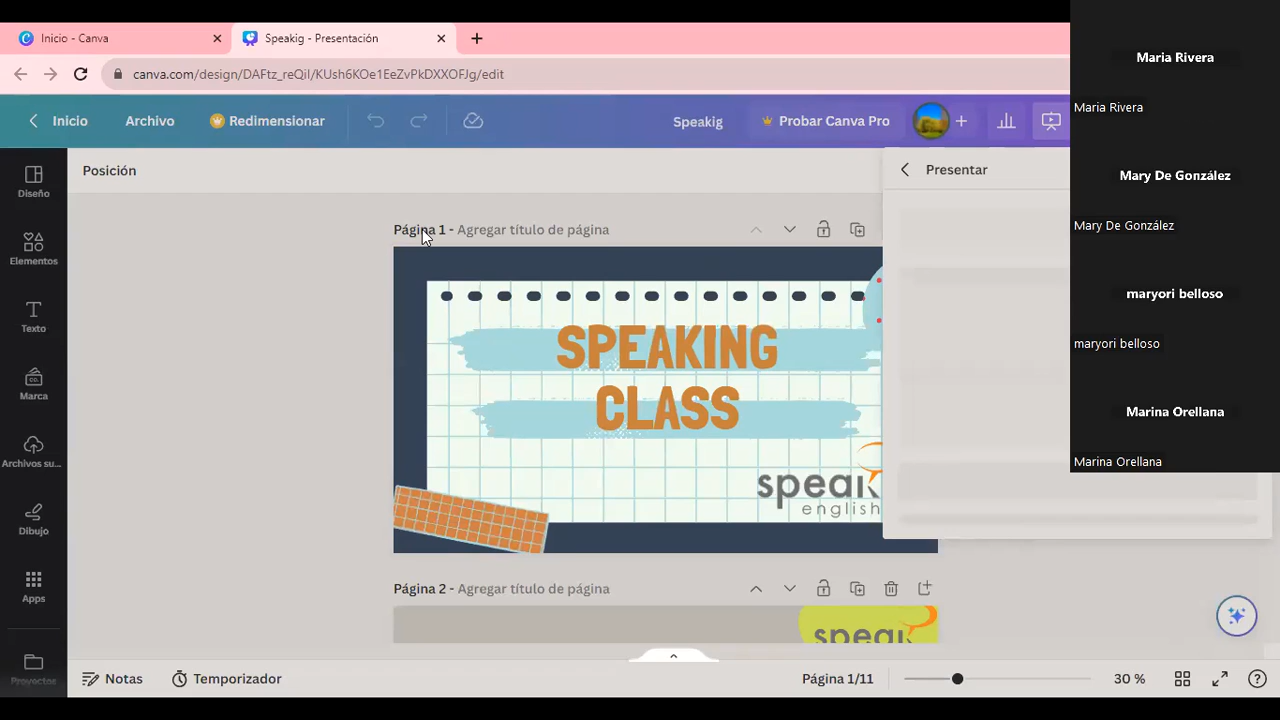 Inicio - Canva
Speakig - Presentación
canva.com/design/DAFtz_reQiI/KUsh6KOe1EeZvPkDXXOFJg/edit
Inicio
Archivo
Redimensionar
Speakig
Probar Canva Pro
Posición
Presentar
Diseño
Elementos
Texto
Marca
Archivos su...
Dibujo
Apps
Proyectos
Página 1 - Agregar título de página
SPEAKING
CLASS
speak
english
Página 2 - Agregar título de página
speak
Notas
Temporizador
Página 1/11
30 %
Maria Rivera
Maria Rivera
Mary De González
Mary De González
maryori belloso
maryori belloso
Marina Orellana
Marina Orellana